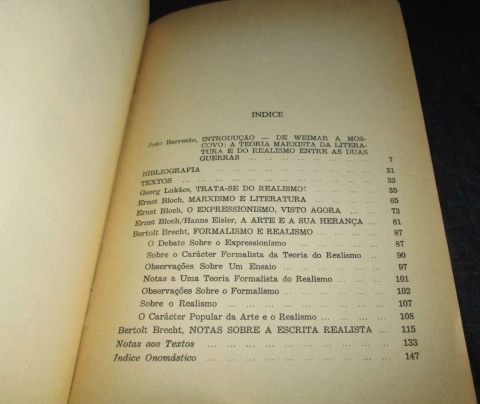 INDICE
João Barrento, INTRODUÇÃO — DE WEIMAR A MOS-
COVO: A TEORIA MARXISTA DA LITERA-
TURA E DO REALISMO ENTRE AS DUAS
GUERRAS ... ... ... ... ... ... 7
BIBLIOGRAFIA ... ... ... ... ... ... 31
TEXTOS ... ... ... ... ... ... 33
Georg Lukács, TRATA-SE DO REALISMO! ... ... ... 35
Ernst Bloch, MARXISMO E LITERATURA ... ... ... 65
Ernst Bloch, O EXPRESSIONISMO, VISTO AGORA ... ... 73
Ernst Bloch/Hanns Eisler, A ARTE E A SUA HERANÇA 81
Bertolt Brecht, FORMALISMO E REALISMO ... ... 87
O Debate Sobre o Expressionismo ... ... ... 87
Sobre o Carácter Formalista da Teoria do Realismo ... 90
Observações Sobre Um Ensaio ... ... ... 97
Notas a Uma Teoria Formalista do Realismo ... ... 101
Observações Sobre o Formalismo ... ... ... 102
Sobre o Realismo ... ... ... ... ... 107
O Carácter Popular da Arte e o Realismo ... ... 108
Bertolt Brecht, NOTAS SOBRE A ESCRITA REALISTA ... 115
Notas aos Textos ... ... ... ... ... 133
Indice Onomástico ... ... ... ... ... 147